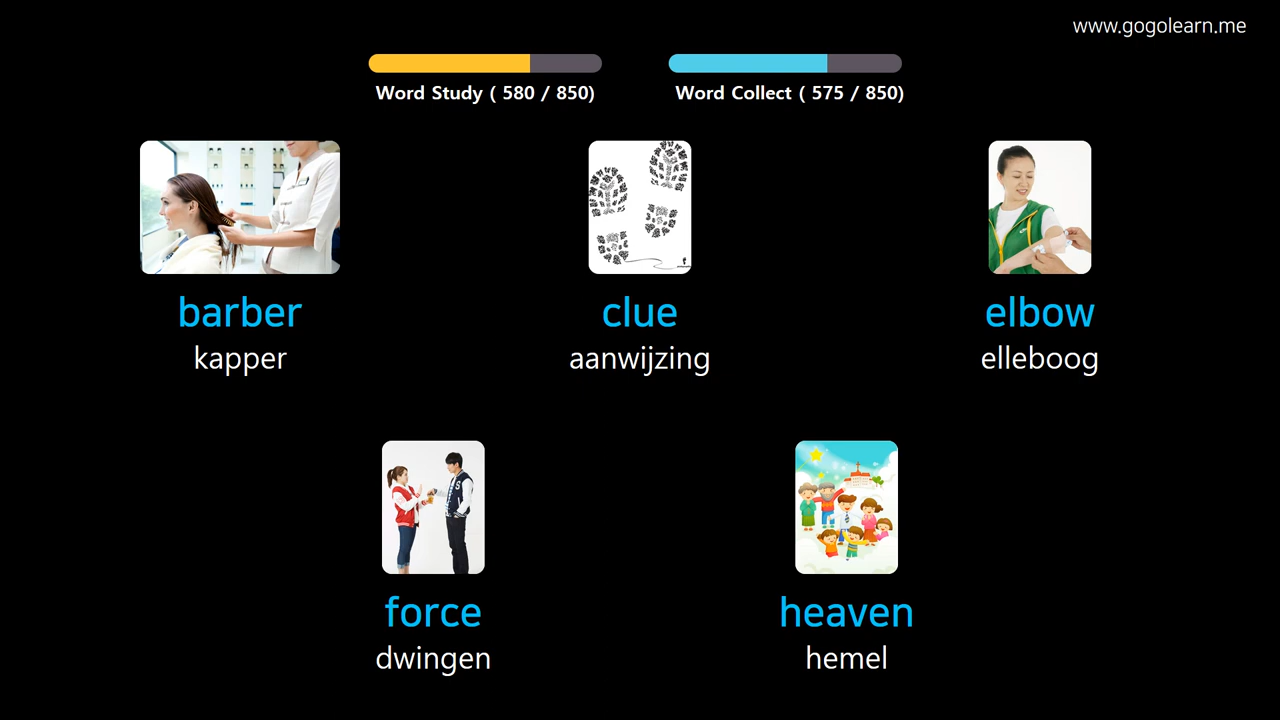 www.gogolearn.me
Word Study ( 580 / 850)
Word Collect ( 575 / 850)
barber
clue
elbow
kapper
aanwijzing
elleboog
force
heaven
dwingen
hemel